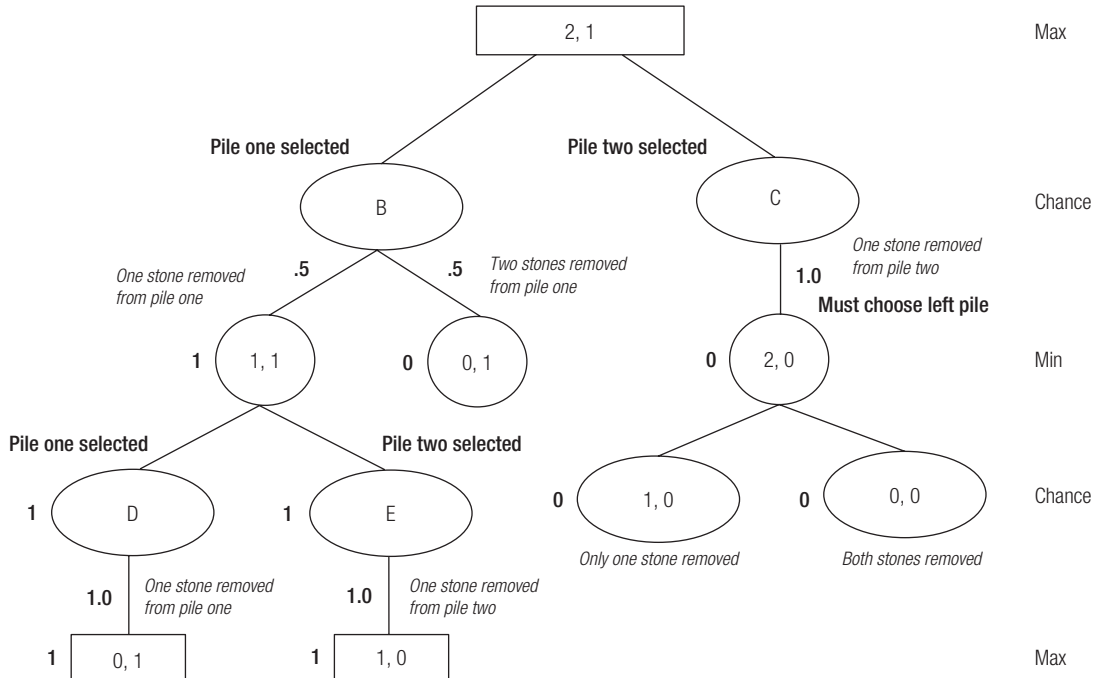 2, 1
Max
Pile one selected
Pile two selected
B
C
Chance
One stone removed
from pile one
.5
.5
Two stones removed
from pile one
One stone removed
from pile two
1.0
Must choose left pile
1
1, 1
0
0, 1
0
2, 0
Min
Pile one selected
Pile two selected
1
D
1
E
0
1, 0
0
0, 0
Chance
Only one stone removed
Both stones removed
1.0
One stone removed
from pile one
1.0
One stone removed
from pile two
1
0, 1
1
1, 0
Max